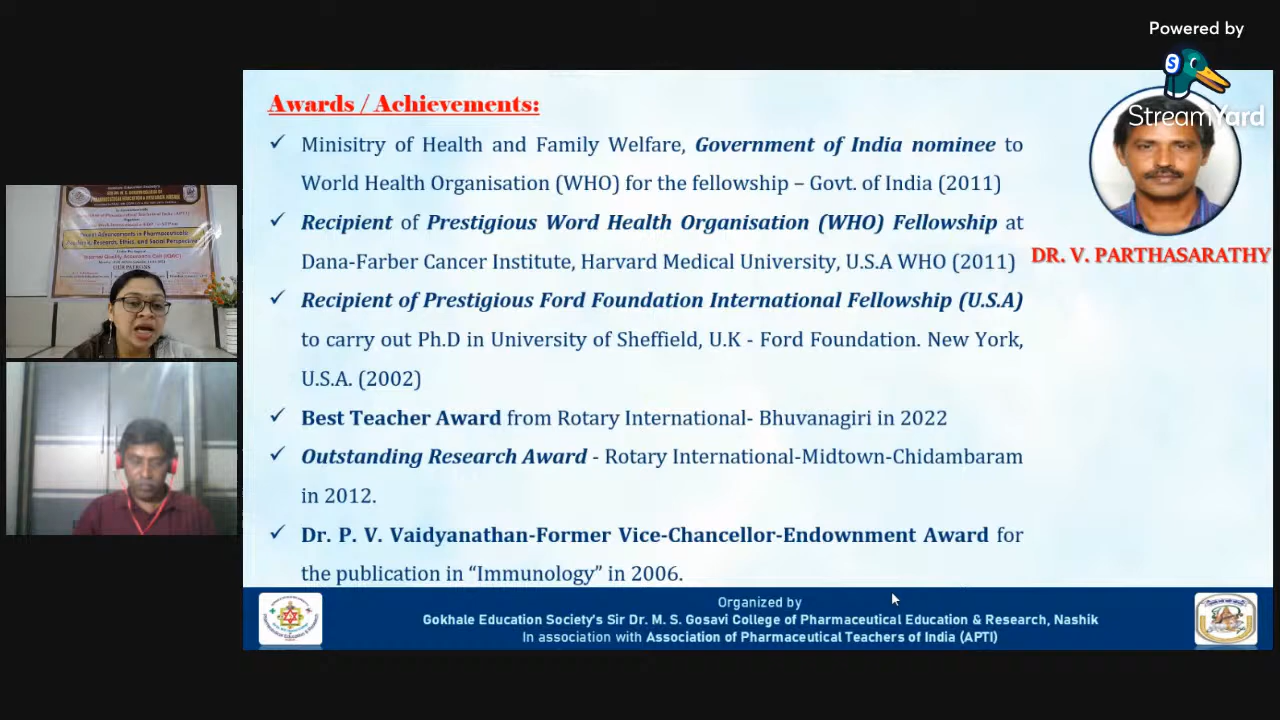 Powered by
StreamYard
Awards / Achievements:
✓ Minisitry of Health and Family Welfare, Government of India nominee to
World Health Organisation (WHO) for the fellowship – Govt. of India (2011)
✓ Recipient of Prestigious Word Health Organisation (WHO) Fellowship at
Dana-Farber Cancer Institute, Harvard Medical University, U.S.A WHO (2011)
✓ Recipient of Prestigious Ford Foundation International Fellowship (U.S.A)
to carry out Ph.D in University of Sheffield, U.K - Ford Foundation. New York,
U.S.A. (2002)
✓ Best Teacher Award from Rotary International- Bhuvanagiri in 2022
✓ Outstanding Research Award - Rotary International-Midtown-Chidambaram
in 2012.
✓ Dr. P. V. Vaidyanathan-Former Vice-Chancellor-Endownment Award for
the publication in “Immunology” in 2006.
DR. V. PARTHASARATHY
Organized by
Gokhale Education Society's Sir Dr. M. S. Gosavi College of Pharmaceutical Education & Research, Nashik
In association with Association of Pharmaceutical Teachers of India (APTI)